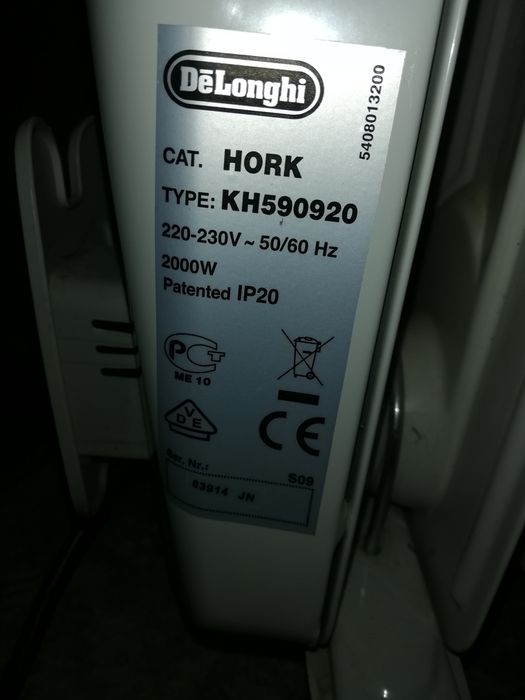 DēLonghi
5408013200
CAT. HORK
TYPE: KH590920
220-230V ~ 50/60 Hz
2000W
Patented IP20
PCT
ME 10
VDE
CE
Ser. Nr.:
S09
63914 JN